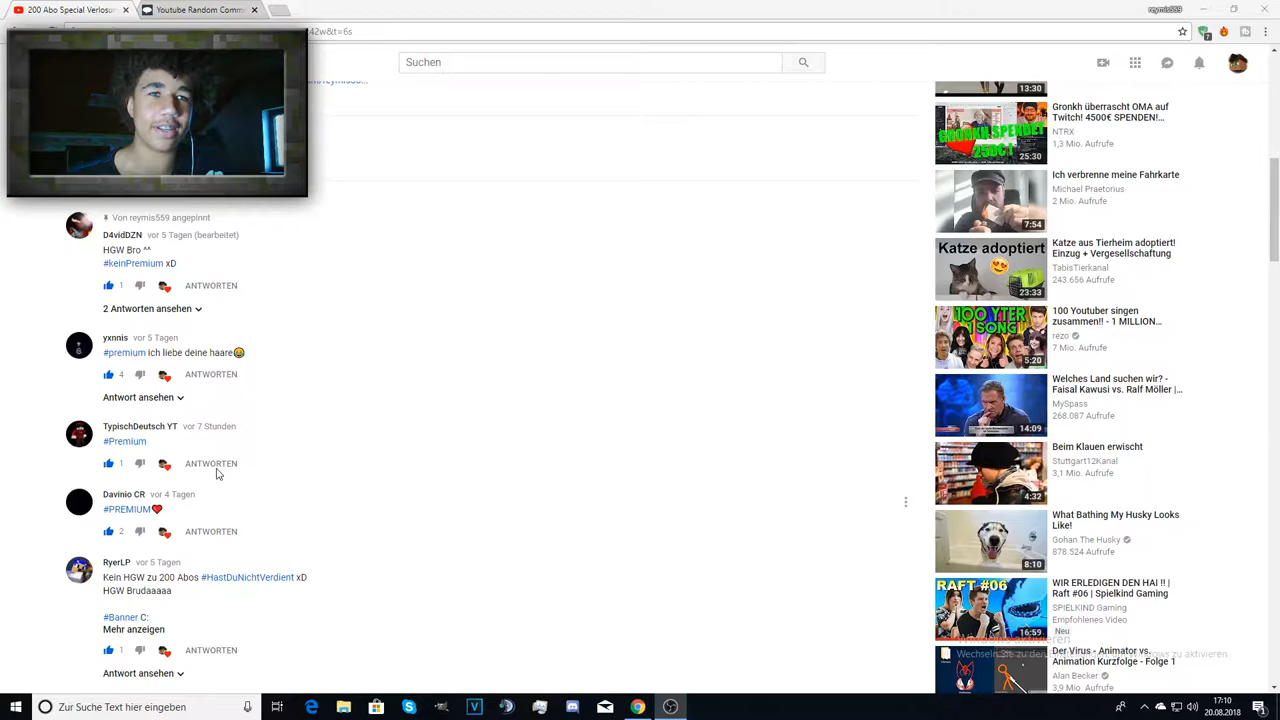 200 Abo Special Verlosu
Youtube Random Comm
reymis559
42w&t=6s
Suchen
Von reymis559 angepinnt
D4vidDZN vor 5 Tagen (bearbeitet)
HGW Bro ^^
#keinPremium xD
1 ANTWORTEN
2 Antworten ansehen
yxnnis vor 5 Tagen
#premium ich liebe deine haare😂
4 ANTWORTEN
Antwort ansehen
TypischDeutsch YT vor 7 Stunden
#Premium
1 ANTWORTEN
Davinio CR vor 4 Tagen
#PREMIUM❤
2 ANTWORTEN
RyerLP vor 5 Tagen
Kein HGW zu 200 Abos #HastDuNichtVerdient xD
HGW Brudaaaaa
#Banner C:
Mehr anzeigen
1 ANTWORTEN
Antwort ansehen
13:30
GRONKH SPENDET
250€!
25:30
Gronkh überrascht OMA auf
Twitch! 4500€ SPENDEN!...
NTRX
1,3 Mio. Aufrufe
7:54
Ich verbrenne meine Fahrkarte
Michael Praetorius
2 Mio. Aufrufe
Katze adoptiert
23:33
Katze aus Tierheim adoptiert!
Einzug + Vergesellschaftung
TabisTierkanal
243.656 Aufrufe
100 YTER
1 SONG
5:20
100 Youtuber singen
zusammen!! - 1 MILLION...
rezo
7 Mio. Aufrufe
14:09
Welches Land suchen wir? -
Faisal Kawusi vs. Ralf Möller |...
MySpass
268.087 Aufrufe
4:32
Beim Klauen erwischt
Stuttgart12Kanal
3,1 Mio. Aufrufe
8:10
What Bathing My Husky Looks
Like!
Gohan The Husky
878.524 Aufrufe
RAFT #06
16:59
WIR ERLEDIGEN DEN HAI !! |
Raft #06 | Spielkind Gaming
SPIELKIND Gaming
Empfohlenes Video
Neu
Der Virus - Animator vs.
Animation Kurzfolge - Folge 1
Alan Becker
3,9 Mio. Aufrufe
Windows aktivieren
Wechseln Sie zu den
Windows zu aktivieren.
Zur Suche Text hier eingeben
17:10
20.08.2018